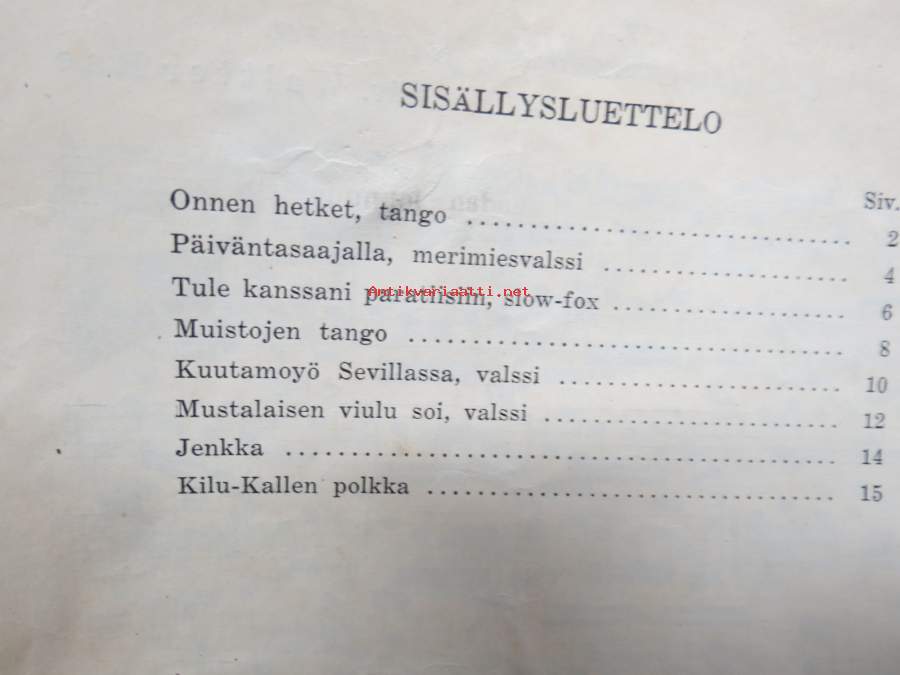 SISÄLLYSLUETTELO
Siv.
Onnen hetket, tango ................................ 2
Päiväntasaajalla, merimiesvalssi .................... 4
Tule kanssani paratiisiin, slow-fox .................... 6
Antikvariaatti.net
Muistojen tango ..................................... 8
Kuutamoyö Sevillassa, valssi ........................ 10
Mustalaisen viulu soi, valssi ......................... 12
Jenkka ............................................... 14
Kilu-Kallen polkka ................................... 15